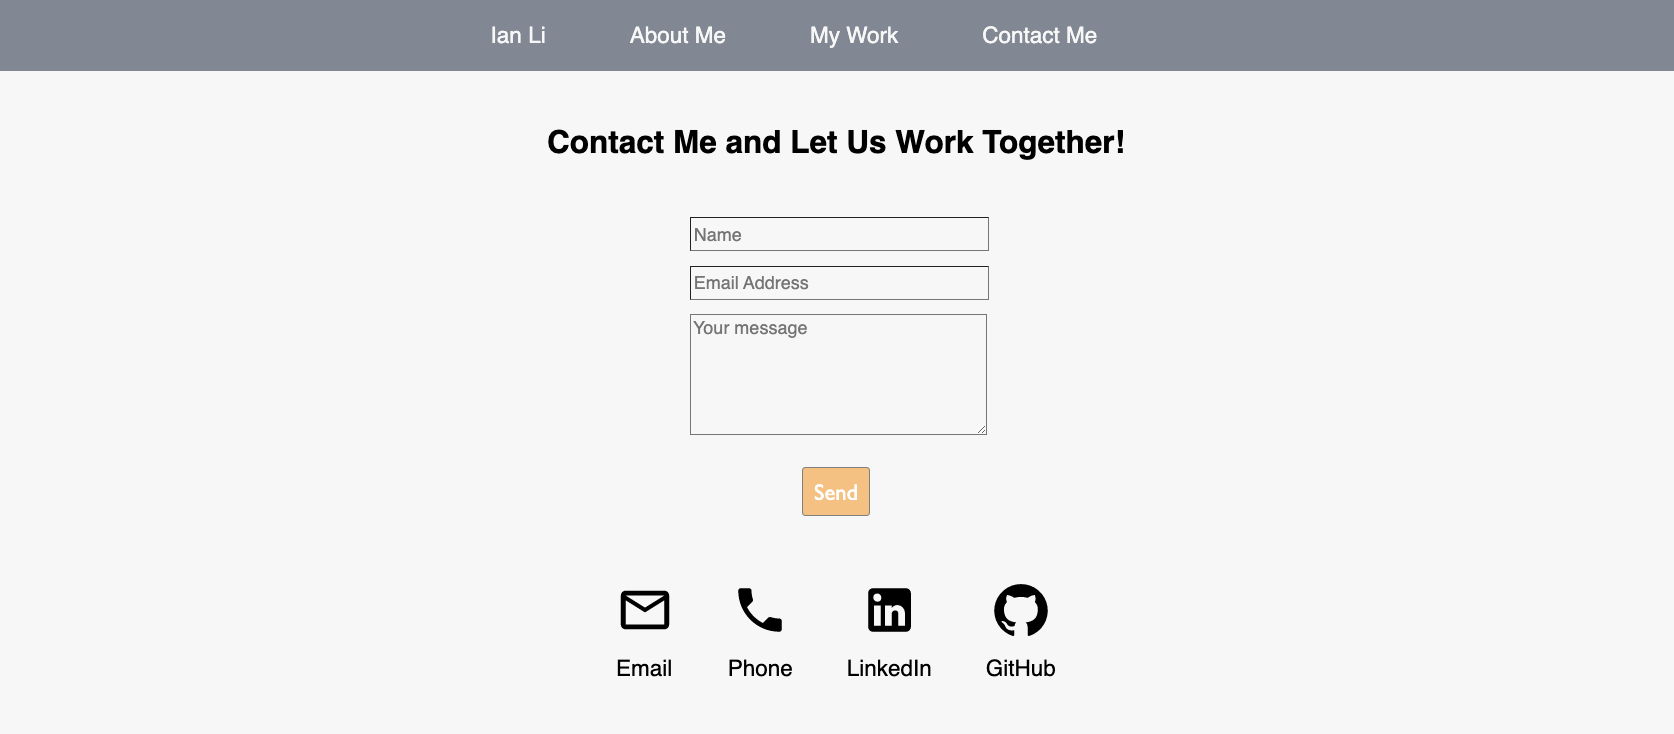 Ian Li About Me My Work Contact Me
Contact Me and Let Us Work Together!
Name
Email Address
Your message
Send
Email Phone LinkedIn GitHub